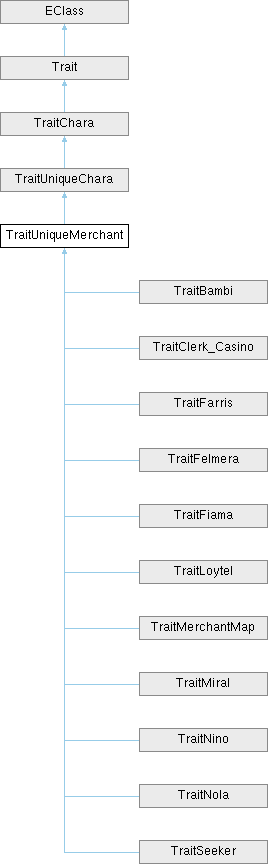 EClass
Trait
TraitChara
TraitUniqueChara
TraitUniqueMerchant
TraitBambi
TraitClerk_Casino
TraitFarris
TraitFelmera
TraitFiama
TraitLoytel
TraitMerchantMap
TraitMiral
TraitNino
TraitNola
TraitSeeker